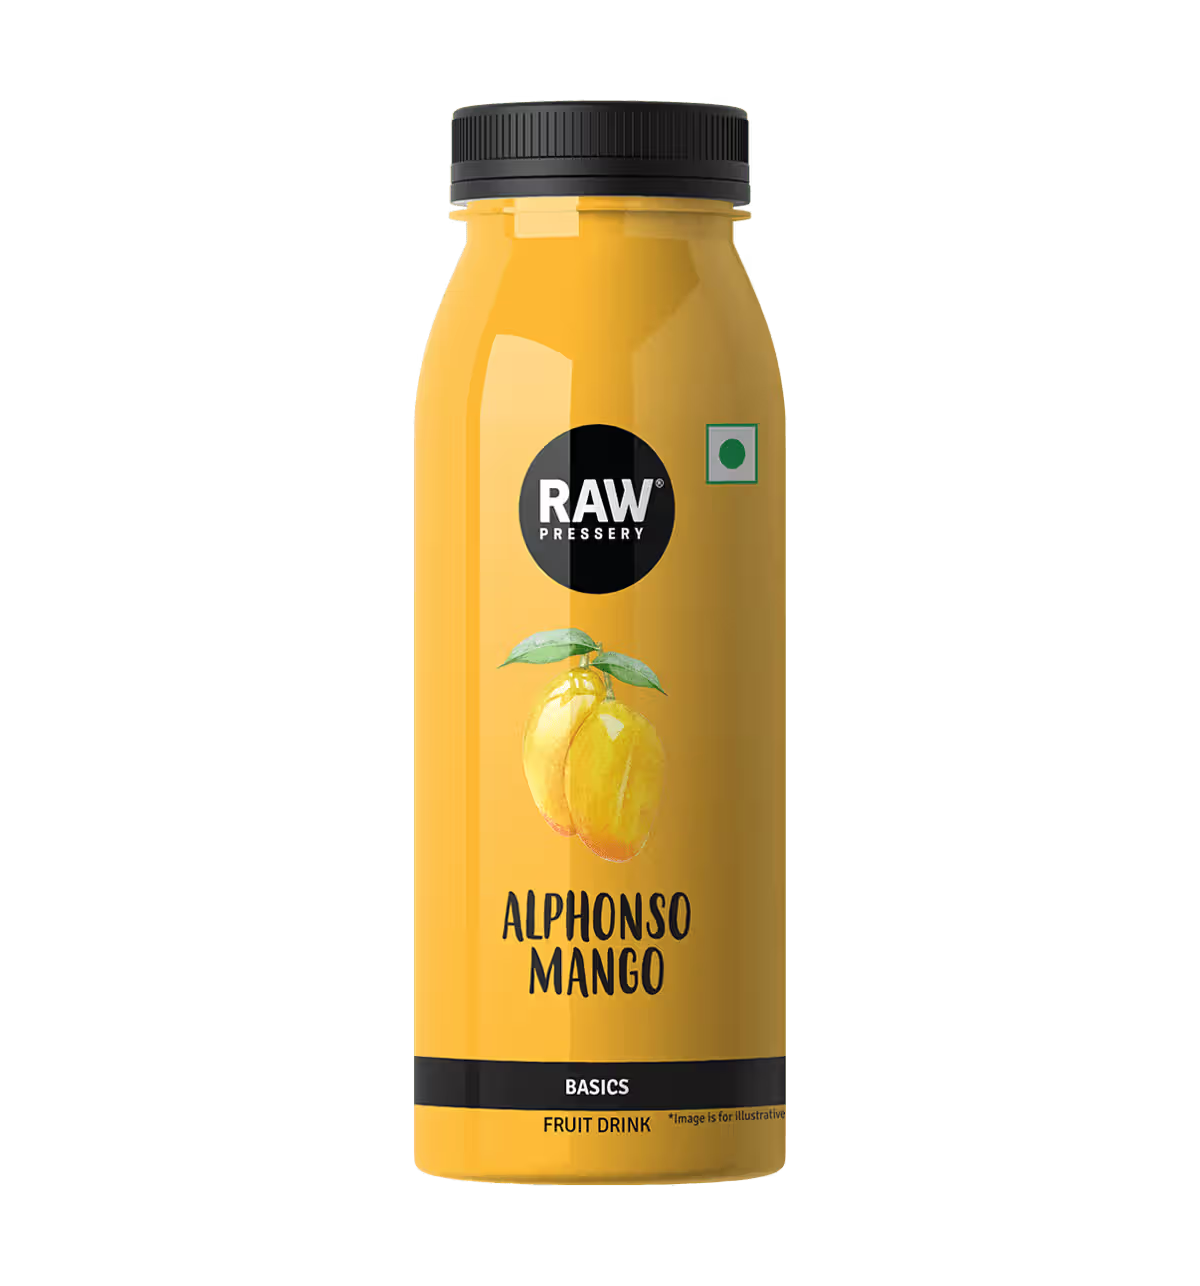 RAW®
PRESSERY
ALPHONSO
MANGO
BASICS
FRUIT DRINK
*Image is for illustrative